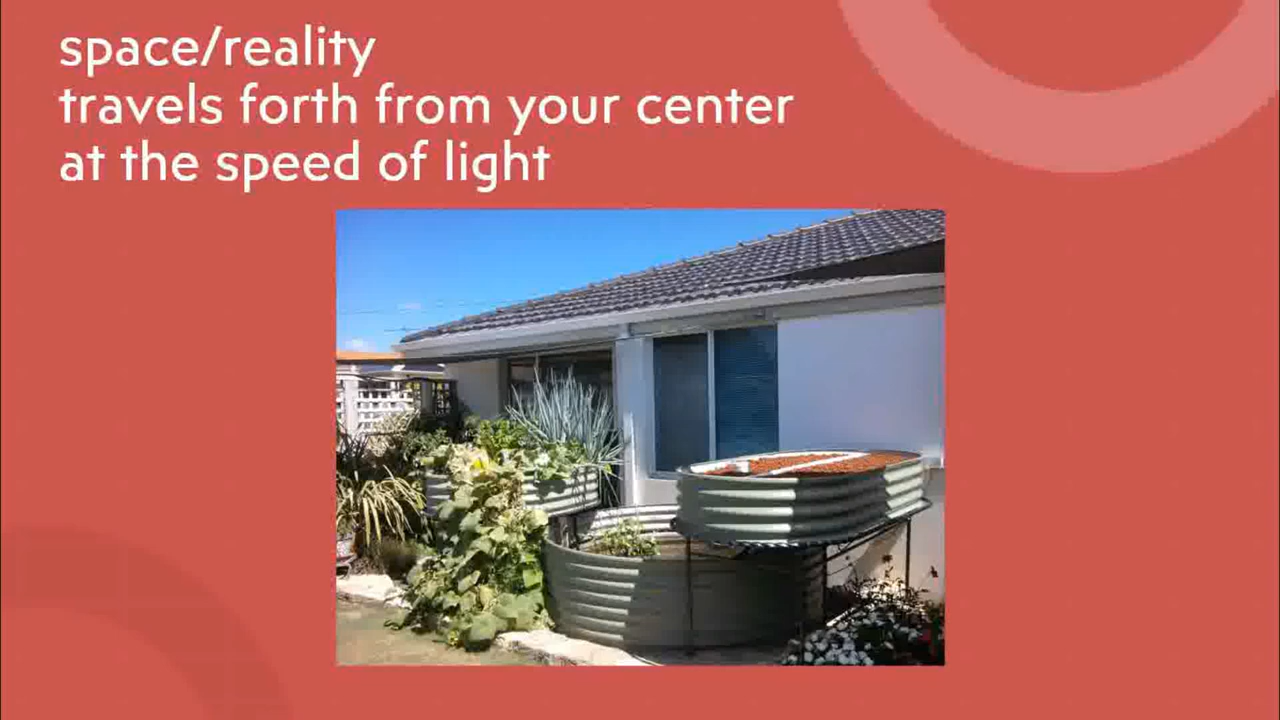 space/reality
travels forth from your center
at the speed of light